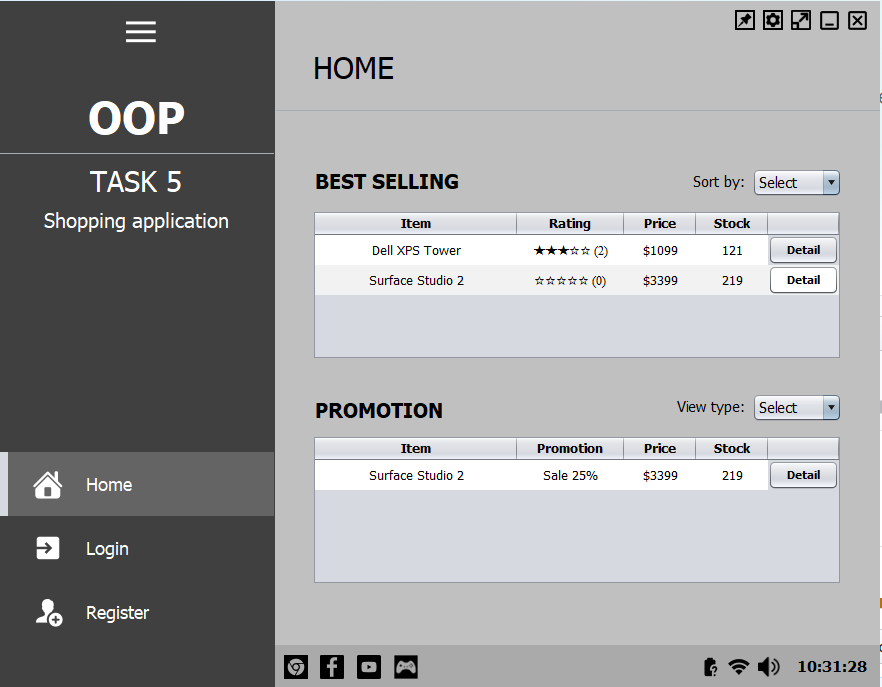 OOP
TASK 5
Shopping application
Home
Login
Register
HOME
BEST SELLING
Sort by: Select
Item Rating Price Stock
Dell XPS Tower ★★★☆☆ (2) $1099 121 Detail
Surface Studio 2 ☆☆☆☆☆ (0) $3399 219 Detail
PROMOTION
View type: Select
Item Promotion Price Stock
Surface Studio 2 Sale 25% $3399 219 Detail
10:31:28